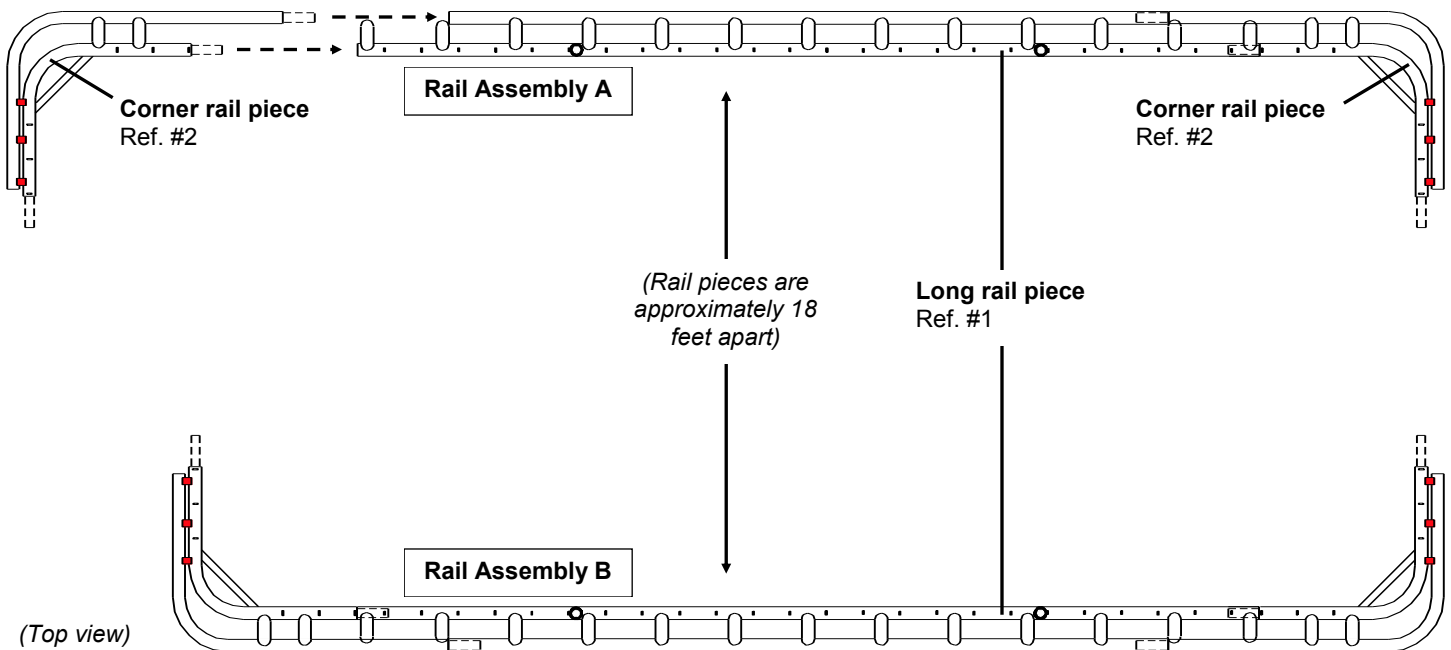 Rail Assembly A
Corner rail piece
Ref. #2
Corner rail piece
Ref. #2
(Rail pieces are
approximately 18
feet apart)
Long rail piece
Ref. #1
Rail Assembly B
(Top view)